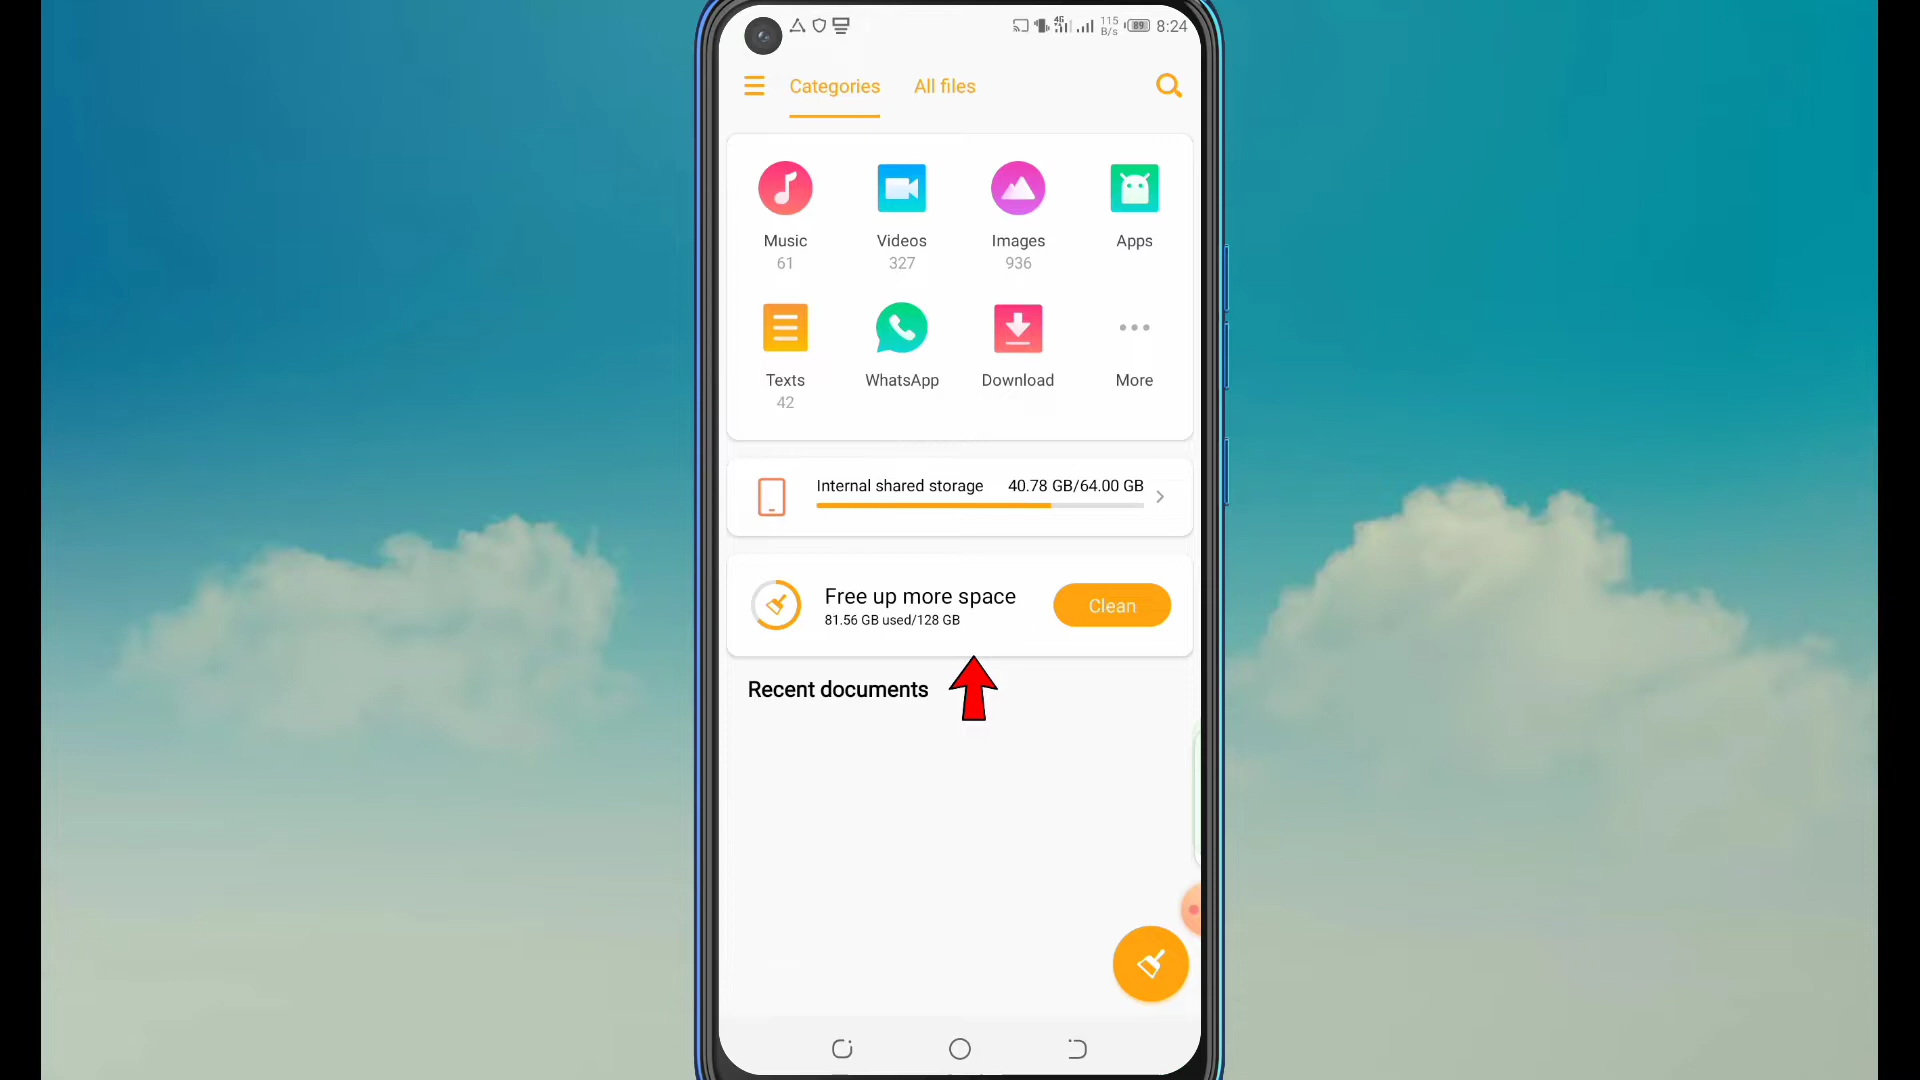 115 B/s 89 8:24
Categories All files
Music Videos Images Apps
61 327 936
Texts WhatsApp Download More
42
Internal shared storage 40.78 GB/64.00 GB
Free up more space
81.56 GB used/128 GB
Clean
Recent documents